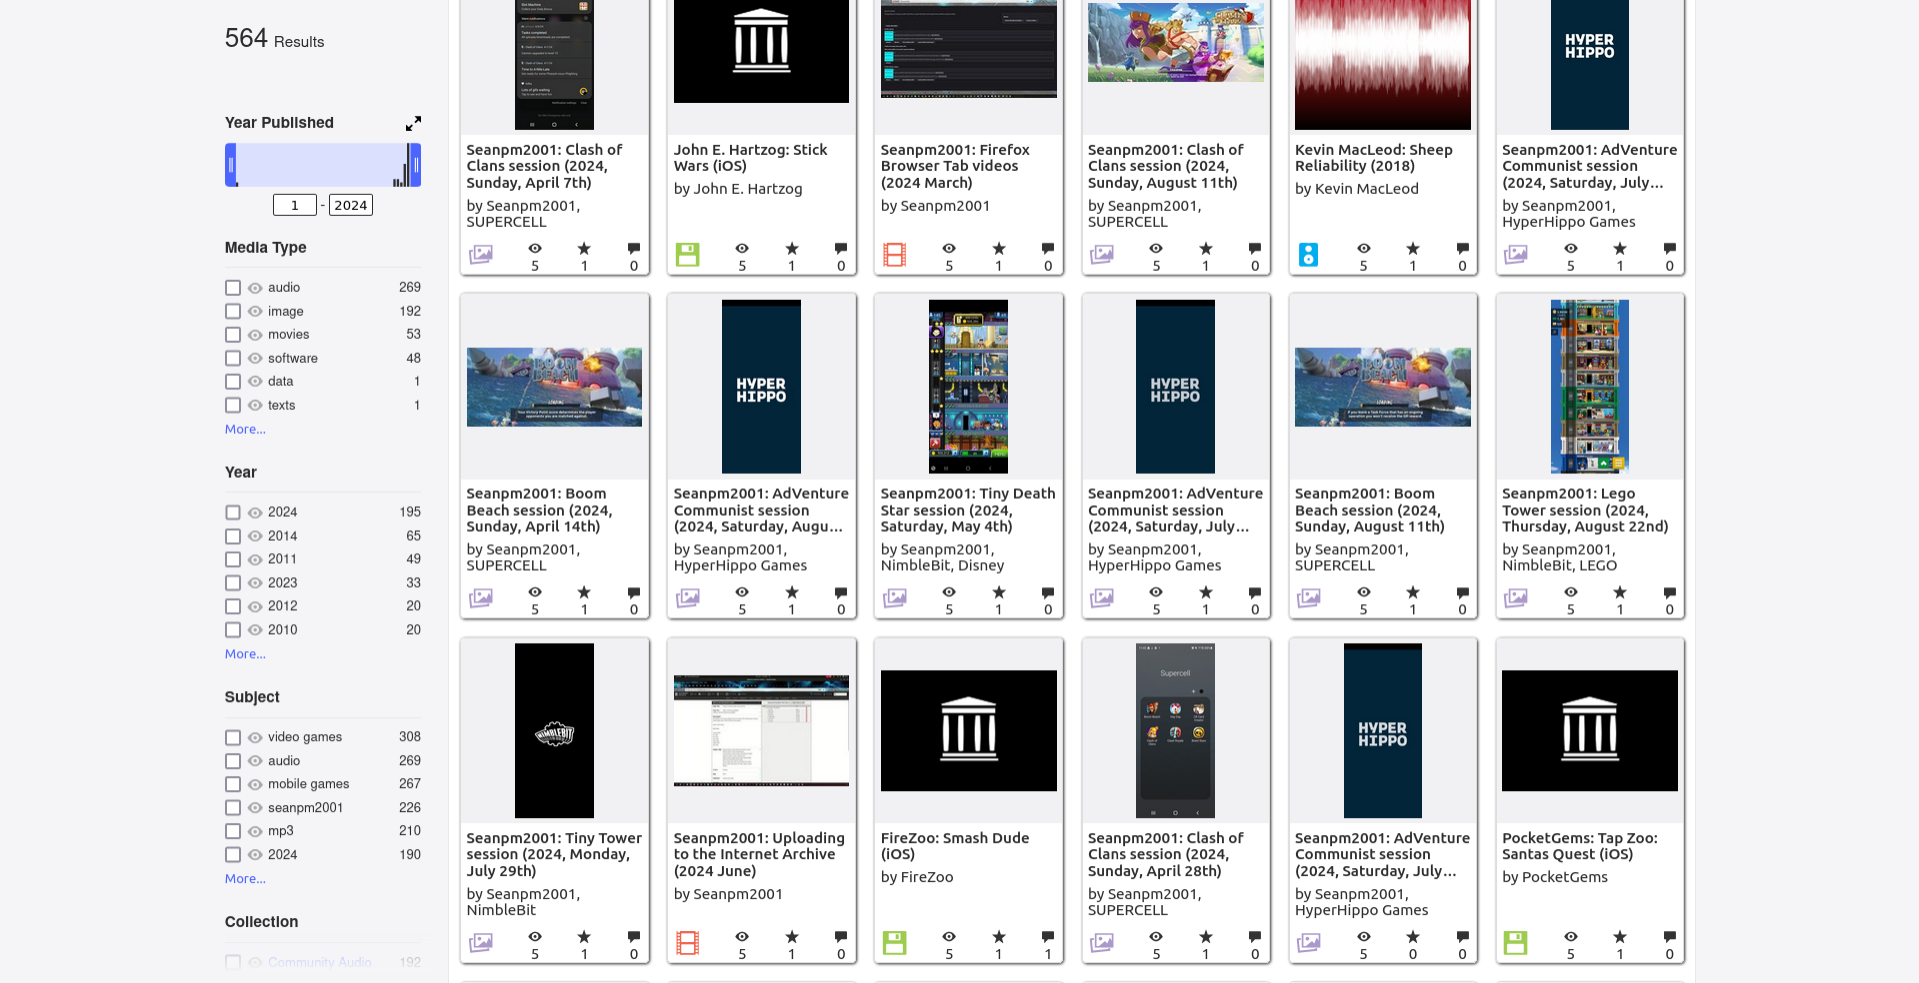 564 Results
Year Published
1 - 2024
Media Type
audio 269
image 192
movies 53
software 48
data 1
texts 1
More...
Year
2024 195
2014 65
2011 49
2023 33
2012 20
2010 20
More...
Subject
video games 308
audio 269
mobile games 267
seanpm2001 226
mp3 210
2024 190
More...
Collection
Community Audio 192
Seanpm2001: Clash of
Clans session (2024,
Sunday, April 7th)
by Seanpm2001,
SUPERCELL
5 1 0
John E. Hartzog: Stick
Wars (iOS)
by John E. Hartzog
5 1 0
Seanpm2001: Firefox
Browser Tab videos
(2024 March)
by Seanpm2001
5 1 0
Seanpm2001: Clash of
Clans session (2024,
Sunday, August 11th)
by Seanpm2001,
SUPERCELL
5 1 0
Kevin MacLeod: Sheep
Reliability (2018)
by Kevin MacLeod
5 1 0
HYPER
HIPPO
Seanpm2001: AdVenture
Communist session
(2024, Saturday, July...
by Seanpm2001,
HyperHippo Games
5 1 0
BOOM
BEACH
Seanpm2001: Boom
Beach session (2024,
Sunday, April 14th)
by Seanpm2001,
SUPERCELL
5 1 0
HYPER
HIPPO
Seanpm2001: AdVenture
Communist session
(2024, Saturday, Augu...
by Seanpm2001,
HyperHippo Games
5 1 0
Seanpm2001: Tiny Death
Star session (2024,
Saturday, May 4th)
by Seanpm2001,
NimbleBit, Disney
5 1 0
HYPER
HIPPO
Seanpm2001: AdVenture
Communist session
(2024, Saturday, July...
by Seanpm2001,
HyperHippo Games
5 1 0
BOOM
BEACH
Seanpm2001: Boom
Beach session (2024,
Sunday, August 11th)
by Seanpm2001,
SUPERCELL
5 1 0
Seanpm2001: Lego
Tower session (2024,
Thursday, August 22nd)
by Seanpm2001,
NimbleBit, LEGO
5 1 0
NIMBLEBIT
Seanpm2001: Tiny Tower
session (2024, Monday,
July 29th)
by Seanpm2001,
NimbleBit
5 1 0
Seanpm2001: Uploading
to the Internet Archive
(2024 June)
by Seanpm2001
5 1 0
FireZoo: Smash Dude
(iOS)
by FireZoo
5 1 1
Supercell
Seanpm2001: Clash of
Clans session (2024,
Sunday, April 28th)
by Seanpm2001,
SUPERCELL
5 1 0
HYPER
HIPPO
Seanpm2001: AdVenture
Communist session
(2024, Saturday, July...
by Seanpm2001,
HyperHippo Games
5 0 0
PocketGems: Tap Zoo:
Santas Quest (iOS)
by PocketGems
5 1 0